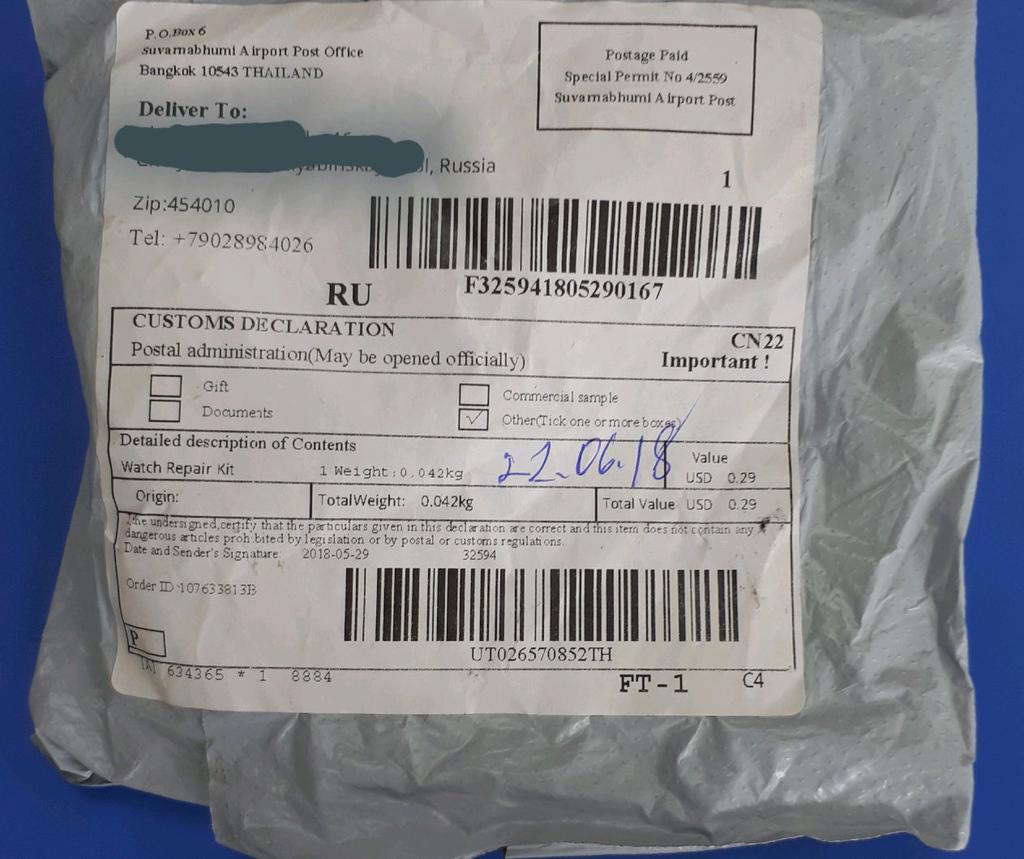 P.O.Box 6
suvarnabhumi Airport Post Office
Bangkok 10543 THAILAND
Postage Paid
Special Permit No 4/2559
Suvarnabhumi Airport Post
Deliver To:
, Russia
1
Zip:454010
Tel: +79028984026
F325941805290167
RU
CUSTOMS DECLARATION
CN22
Postal administration(May be opened officially)
Important !
Gift
Commercial sample
Documents
Other(Tick one or more boxes)
Detailed description of Contents
22.06.18
Value
Watch Repair Kit
1 Weight:0.042kg
USD 0.29
Origin:
TotalWeight: 0.042kg
Total Value USD 0.29
The undersigned,certify that the particulars given in this declaration are correct and this item does not contain any
dangerous articles prohibited by legislation or by postal or customs regulations.
Date and Sender's Signature: 2018-05-29 32594
Order ID:107633813B
UT026570852TH
P
634365 * 1 8884
FT-1
C4